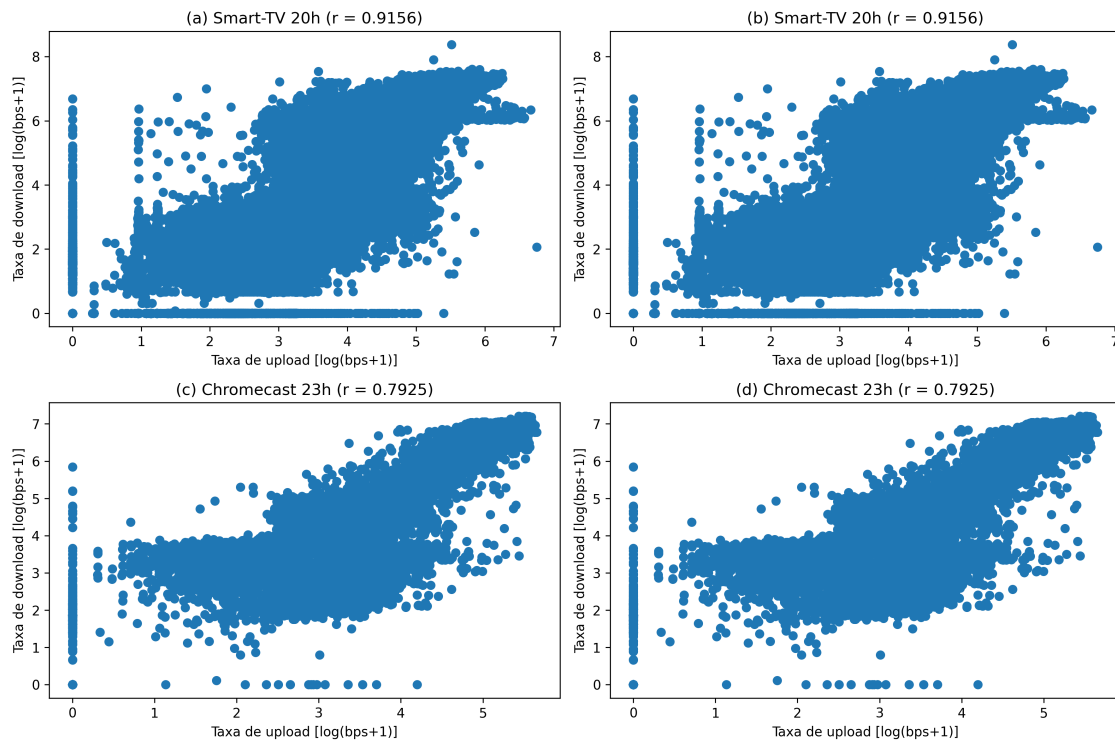 (a) Smart-TV 20h (r = 0.9156)
Taxa de download [log(bps+1)]
8
6
4
2
0
0 1 2 3 4 5 6 7
Taxa de upload [log(bps+1)]
(b) Smart-TV 20h (r = 0.9156)
Taxa de download [log(bps+1)]
8
6
4
2
0
0 1 2 3 4 5 6 7
Taxa de upload [log(bps+1)]
(c) Chromecast 23h (r = 0.7925)
Taxa de download [log(bps+1)]
7
6
5
4
3
2
1
0
0 1 2 3 4 5
Taxa de upload [log(bps+1)]
(d) Chromecast 23h (r = 0.7925)
Taxa de download [log(bps+1)]
7
6
5
4
3
2
1
0
0 1 2 3 4 5
Taxa de upload [log(bps+1)]